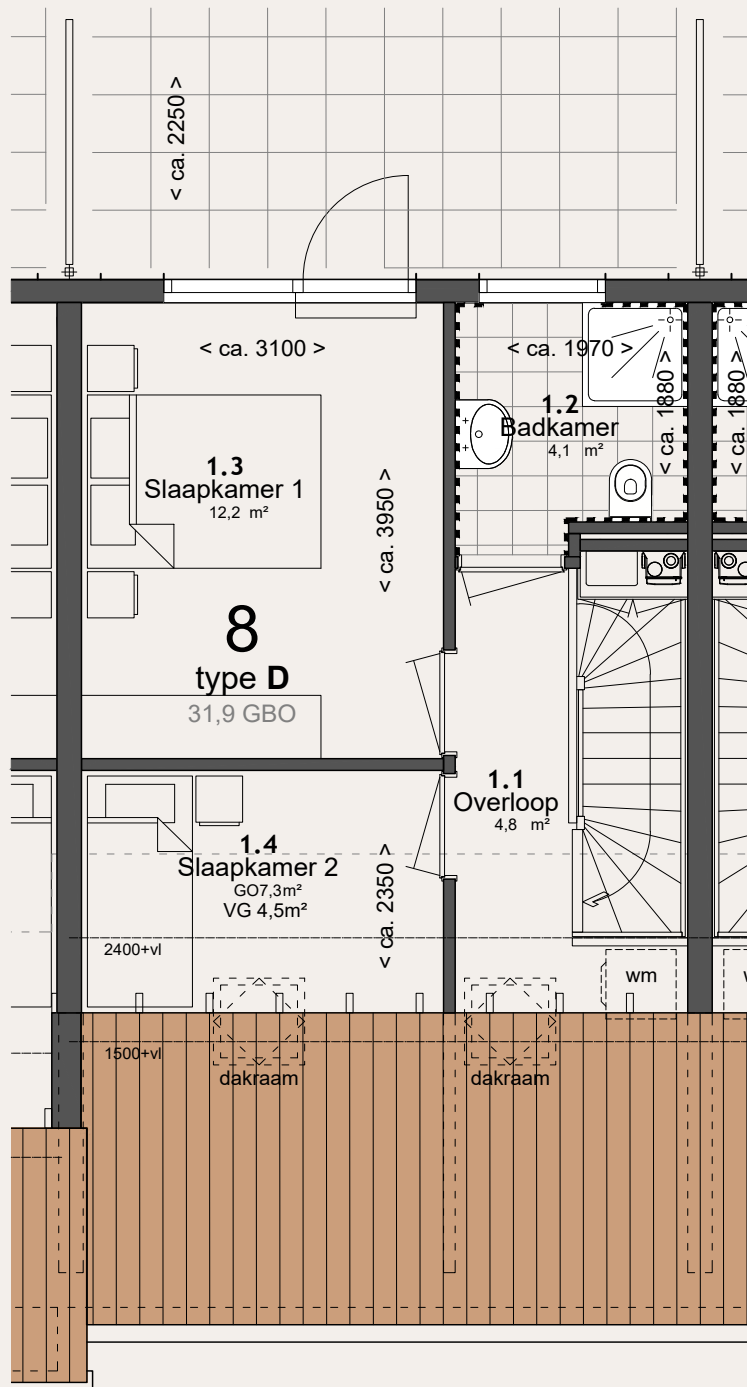 < ca. 2250 >
< ca. 3100 >
< ca. 1970 >
< ca. 1880 >
< ca. 1880 >
1.2
Badkamer
4,1 m²
1.3
Slaapkamer 1
12,2 m²
< ca. 3950 >
8
type D
31,9 GBO
1.1
Overloop
4,8 m²
1.4
Slaapkamer 2
GO7,3m²
VG 4,5m²
< ca. 2350 >
2400+vl
wm
1500+vl
dakraam
dakraam